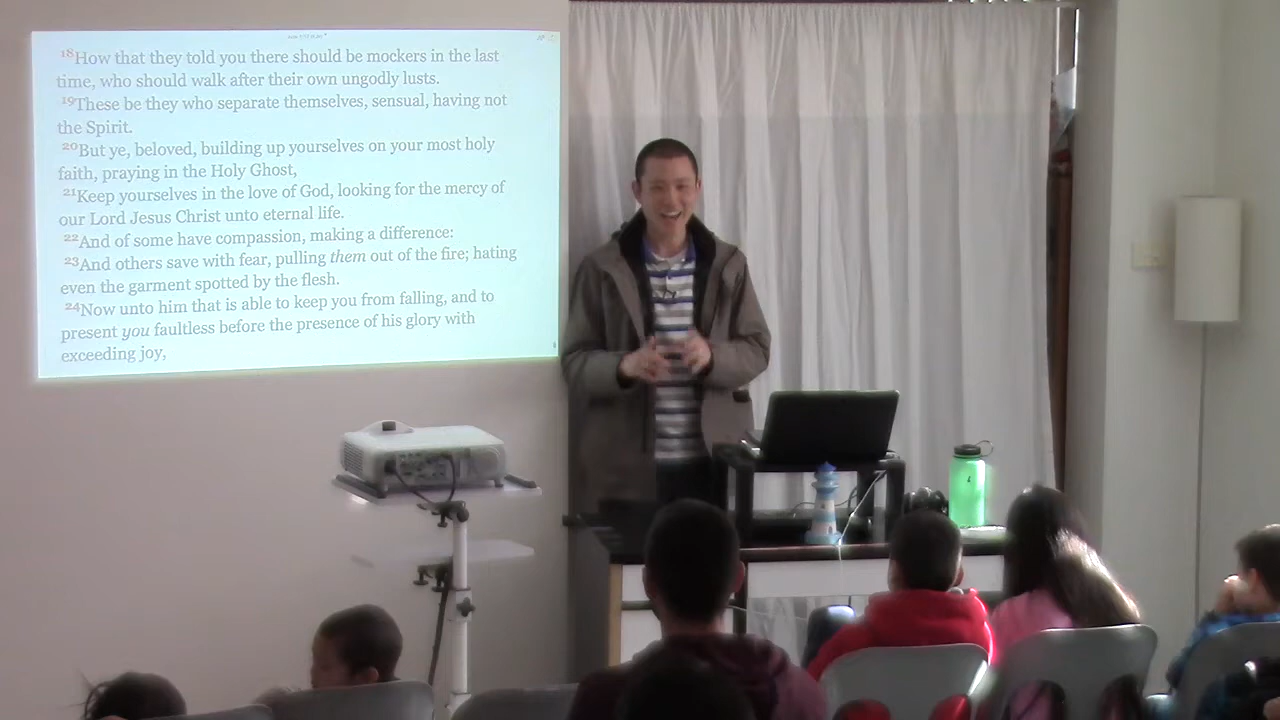 18How that they told you there should be mockers in the last
time, who should walk after their own ungodly lusts.
19These be they who separate themselves, sensual, having not
the Spirit.
20But ye, beloved, building up yourselves on your most holy
faith, praying in the Holy Ghost,
21Keep yourselves in the love of God, looking for the mercy of
our Lord Jesus Christ unto eternal life.
22And of some have compassion, making a difference:
23And others save with fear, pulling them out of the fire; hating
even the garment spotted by the flesh.
24Now unto him that is able to keep you from falling, and to
present you faultless before the presence of his glory with
exceeding joy,